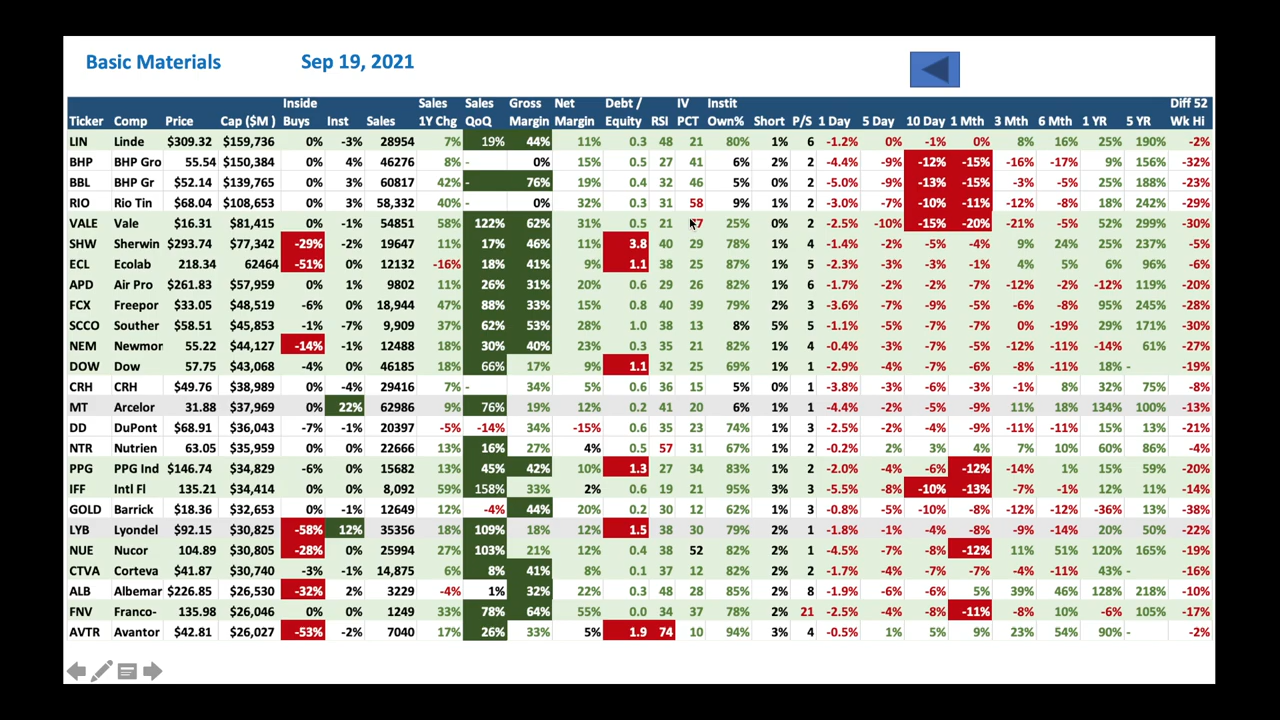 Basic Materials Sep 19, 2021
Inside Sales Sales Gross Net Debt / IV Instit Diff 52
Ticker Comp Price Cap ($M ) Buys Inst Sales 1Y Chg QoQ Margin Margin Equity RSI PCT Own% Short P/S 1 Day 5 Day 10 Day 1 Mth 3 Mth 6 Mth 1 YR 5 YR Wk Hi
LIN Linde $309.32 $159,736 0% -3% 28954 7% 19% 44% 11% 0.3 48 21 80% 1% 6 -1.2% 0% -1% 0% 8% 16% 25% 190% -2%
BHP BHP Gro 55.54 $150,384 0% 4% 46276 8% - 0% 15% 0.5 27 41 6% 2% 2 -4.4% -9% -12% -15% -16% -17% 9% 156% -32%
BBL BHP Gr $52.14 $139,765 0% 3% 60817 42% - 76% 19% 0.4 32 46 5% 0% 2 -5.0% -9% -13% -15% -3% -5% 25% 188% -23%
RIO Rio Tin $68.04 $108,653 0% 3% 58,332 40% - 0% 32% 0.3 31 58 9% 1% 2 -3.0% -7% -10% -11% -12% -8% 18% 242% -29%
VALE Vale $16.31 $81,415 0% -1% 54851 58% 122% 62% 31% 0.5 21 25% 0% 2 -2.5% -10% -15% -20% -21% -5% 52% 299% -30%
SHW Sherwin $293.74 $77,342 -29% -2% 19647 11% 17% 46% 11% 3.8 40 29 78% 1% 4 -1.4% -2% -5% -4% 9% 24% 25% 237% -5%
ECL Ecolab 218.34 62464 -51% 0% 12132 -16% 18% 41% 9% 1.1 38 25 87% 1% 5 -2.3% -3% -3% -1% 4% 5% 6% 96% -6%
APD Air Pro $261.83 $57,959 0% 1% 9802 11% 26% 31% 20% 0.6 29 26 82% 1% 6 -1.7% -2% -2% -7% -12% -2% -12% 119% -20%
FCX Freepor $33.05 $48,519 -6% 0% 18,944 47% 88% 33% 15% 0.8 40 39 79% 2% 3 -3.6% -7% -9% -5% -6% -8% 95% 245% -28%
SCCO Souther $58.51 $45,853 -1% -7% 9,909 37% 62% 53% 28% 1.0 38 13 8% 5% 5 -1.1% -5% -7% -7% 0% -19% 29% 171% -30%
NEM Newmor 55.22 $44,127 -14% -1% 12488 18% 30% 40% 23% 0.3 35 21 82% 1% 4 -0.4% -3% -7% -5% -12% -11% -14% 61% -27%
DOW Dow 57.75 $43,068 -4% 0% 46185 18% 66% 17% 9% 1.1 32 25 69% 1% 1 -2.9% -4% -7% -6% -8% -11% 18% - -19%
CRH CRH $49.76 $38,989 0% -4% 29416 7% - 34% 5% 0.6 36 15 5% 0% 1 -3.8% -3% -6% -3% -1% 8% 32% 75% -8%
MT Arcelor 31.88 $37,969 0% 22% 62986 9% 76% 19% 12% 0.2 41 20 6% 1% 1 -4.4% -2% -5% -9% 11% 18% 134% 100% -13%
DD DuPont $68.91 $36,043 -7% -1% 20397 -5% -14% 34% -15% 0.6 35 23 74% 1% 3 -2.5% -2% -4% -9% -11% -11% 15% 13% -21%
NTR Nutrien 63.05 $35,959 0% 0% 22666 13% 16% 27% 4% 0.5 57 31 67% 1% 2 -0.2% 2% 3% 4% 7% 10% 60% 86% -4%
PPG PPG Ind $146.74 $34,829 -6% 0% 15682 13% 45% 42% 10% 1.3 27 34 83% 1% 2 -2.0% -4% -6% -12% -14% 1% 15% 59% -20%
IFF Intl Fl 135.21 $34,414 0% 0% 8,092 59% 158% 33% 2% 0.6 19 21 95% 3% 3 -5.5% -8% -10% -13% -7% -1% 12% 11% -14%
GOLD Barrick $18.36 $32,653 0% -1% 12649 12% -4% 44% 20% 0.2 30 12 62% 1% 3 -0.8% -5% -10% -8% -12% -12% -36% 13% -38%
LYB Lyondel $92.15 $30,825 -58% 12% 35356 18% 109% 18% 12% 1.5 38 30 79% 2% 1 -1.8% -1% -4% -8% -9% -14% 20% 50% -22%
NUE Nucor 104.89 $30,805 -28% 0% 25994 27% 103% 21% 12% 0.4 38 52 82% 2% 1 -4.5% -7% -8% -12% 11% 51% 120% 165% -19%
CTVA Corteva $41.87 $30,740 -3% -1% 14,875 6% 8% 41% 8% 0.1 37 12 82% 2% 2 -1.7% -4% -7% -7% -4% -11% 43% - -16%
ALB Albemar $226.85 $26,530 -32% 2% 3229 -4% 1% 32% 22% 0.3 48 28 85% 2% 8 -1.9% -6% -6% 5% 39% 46% 128% 218% -10%
FNV Franco- 135.98 $26,046 0% 0% 1249 33% 78% 64% 55% 0.0 34 37 78% 2% 21 -2.5% -4% -8% -11% -8% 10% -6% 105% -17%
AVTR Avantor $42.81 $26,027 -53% -2% 7040 17% 26% 33% 5% 1.9 74 10 94% 3% 4 -0.5% 1% 5% 9% 23% 54% 90% - -2%